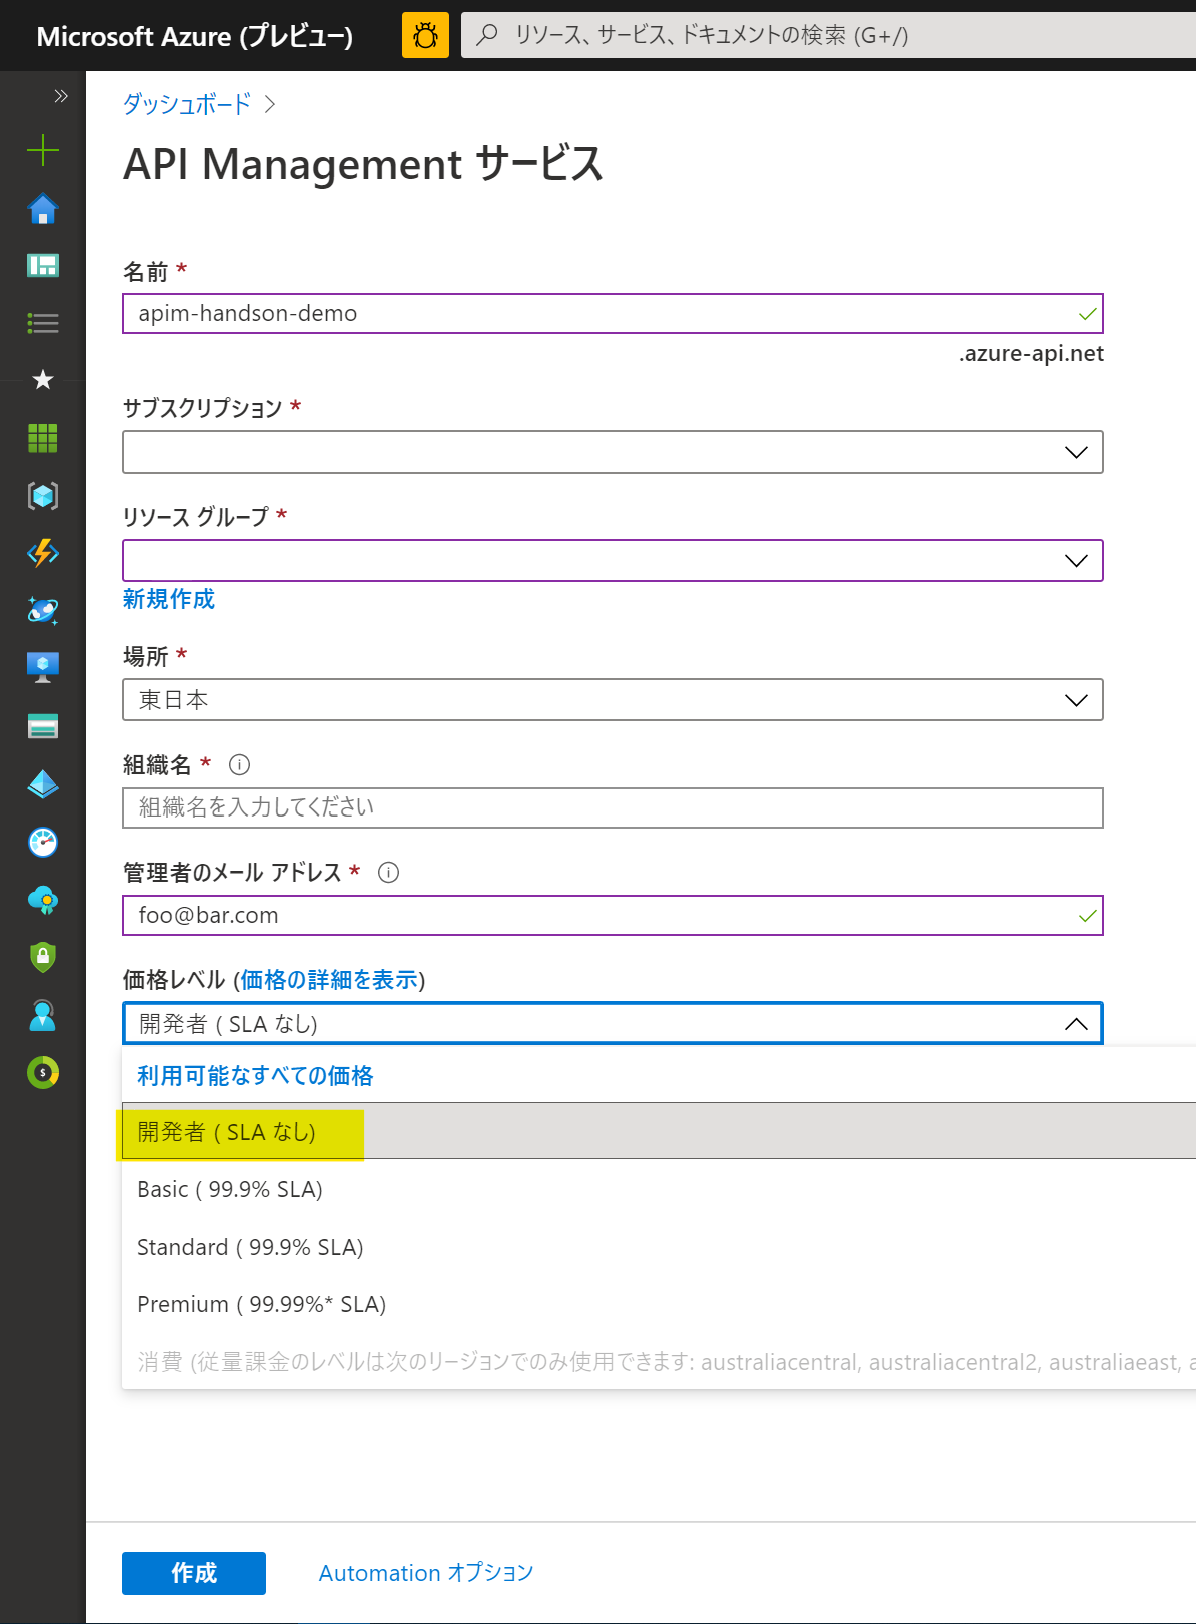 Microsoft Azure (プレビュー)
リソース、サービス、ドキュメントの検索 (G+/)
ダッシュボード
API Management サービス
名前 *
apim-handson-demo
.azure-api.net
サブスクリプション *
リソース グループ *
新規作成
場所 *
東日本
組織名 *
組織名を入力してください
管理者のメール アドレス *
foo@bar.com
価格レベル (価格の詳細を表示)
開発者 ( SLA なし)
利用可能なすべての価格
開発者 ( SLA なし)
Basic ( 99.9% SLA)
Standard ( 99.9% SLA)
Premium ( 99.99%* SLA)
消費 (従量課金のレベルは次のリージョンでのみ使用できます: australiacentral, australiacentral2, australiaeast,
作成
Automation オプション